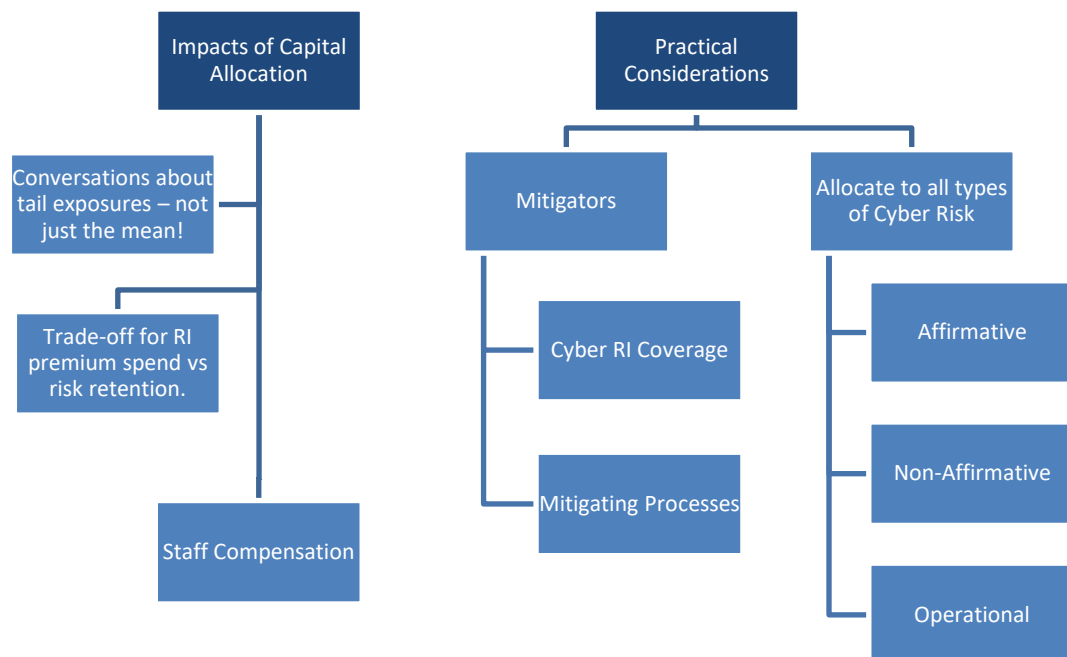 Impacts of Capital
Allocation
Conversations about
tail exposures – not
just the mean!
Trade-off for RI
premium spend vs
risk retention.
Staff Compensation
Practical
Considerations
Mitigators
Cyber RI Coverage
Mitigating Processes
Allocate to all types
of Cyber Risk
Affirmative
Non-Affirmative
Operational